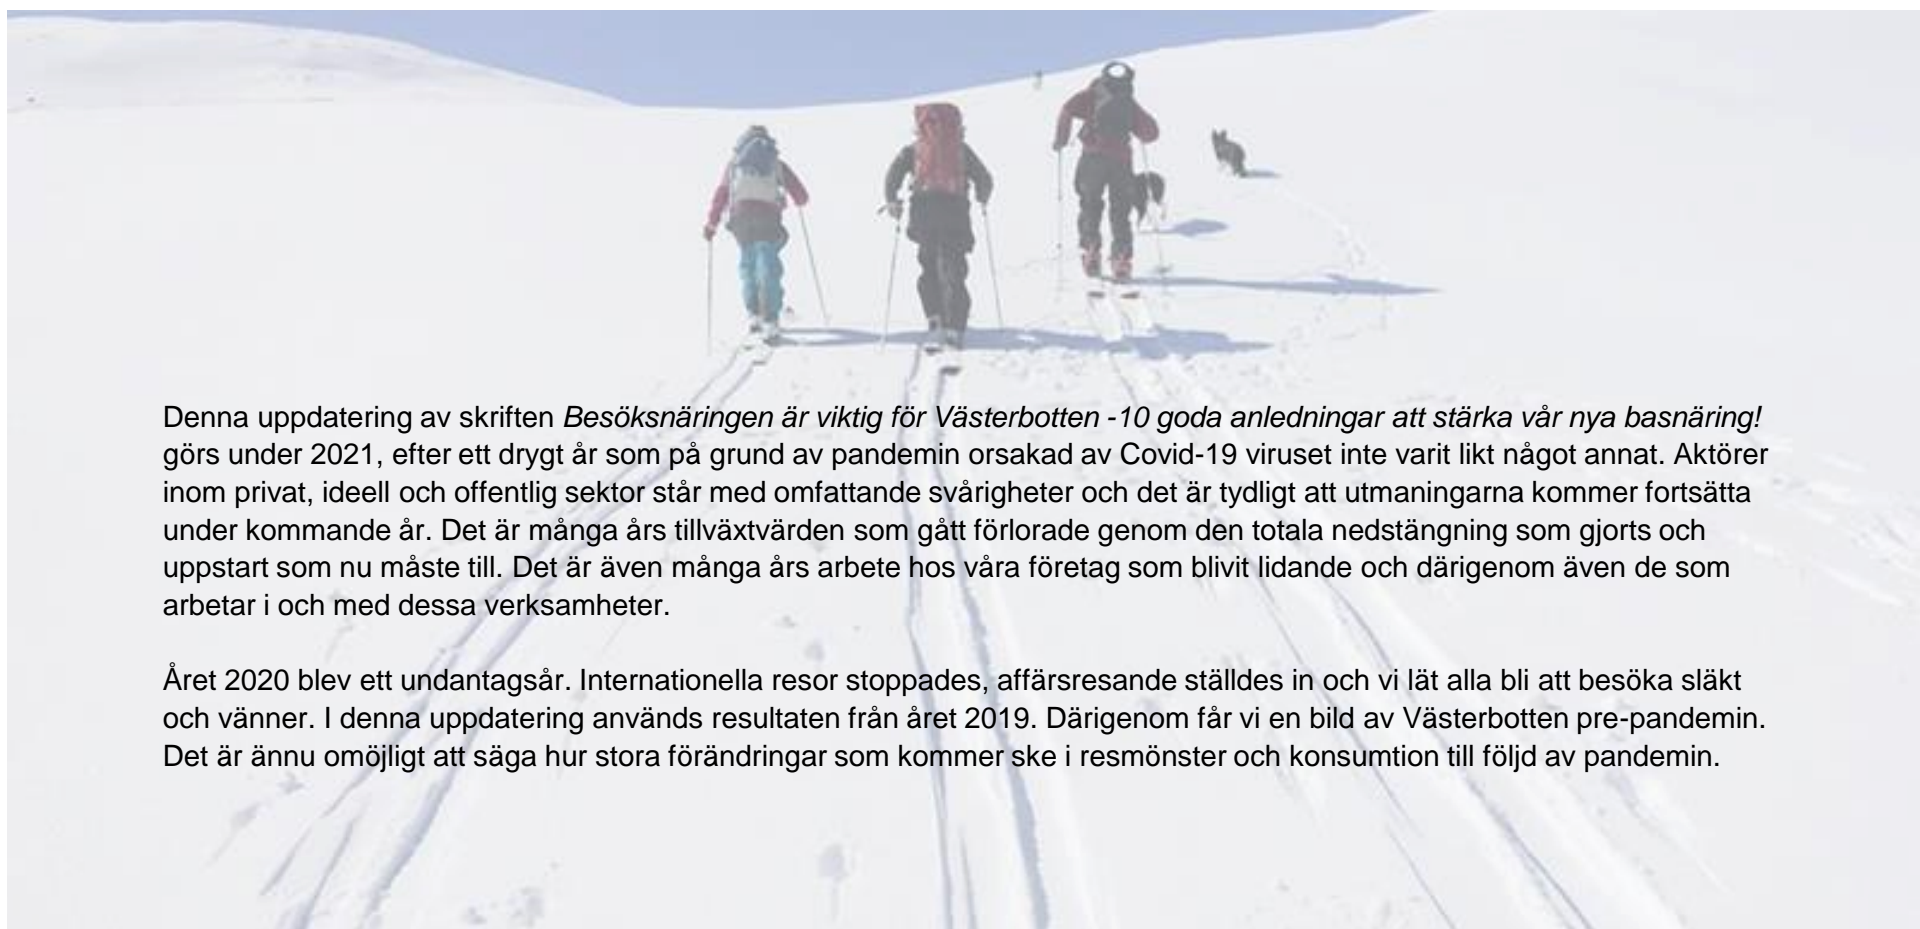 Denna uppdatering av skriften Besöksnäringen är viktig för Västerbotten -10 goda anledningar att stärka vår nya basnäring!
görs under 2021, efter ett drygt år som på grund av pandemin orsakad av Covid-19 viruset inte varit likt något annat. Aktörer
inom privat, ideell och offentlig sektor står med omfattande svårigheter och det är tydligt att utmaningarna kommer fortsätta
under kommande år. Det är många års tillväxtvärden som gått förlorade genom den totala nedstängning som gjorts och
uppstart som nu måste till. Det är även många års arbete hos våra företag som blivit lidande och därigenom även de som
arbetar i och med dessa verksamheter.
Året 2020 blev ett undantagsår. Internationella resor stoppades, affärsresande ställdes in och vi lät alla bli att besöka släkt
och vänner. I denna uppdatering används resultaten från året 2019. Därigenom får vi en bild av Västerbotten pre-pandemin.
Det är ännu omöjligt att säga hur stora förändringar som kommer ske i resmönster och konsumtion till följd av pandemin.